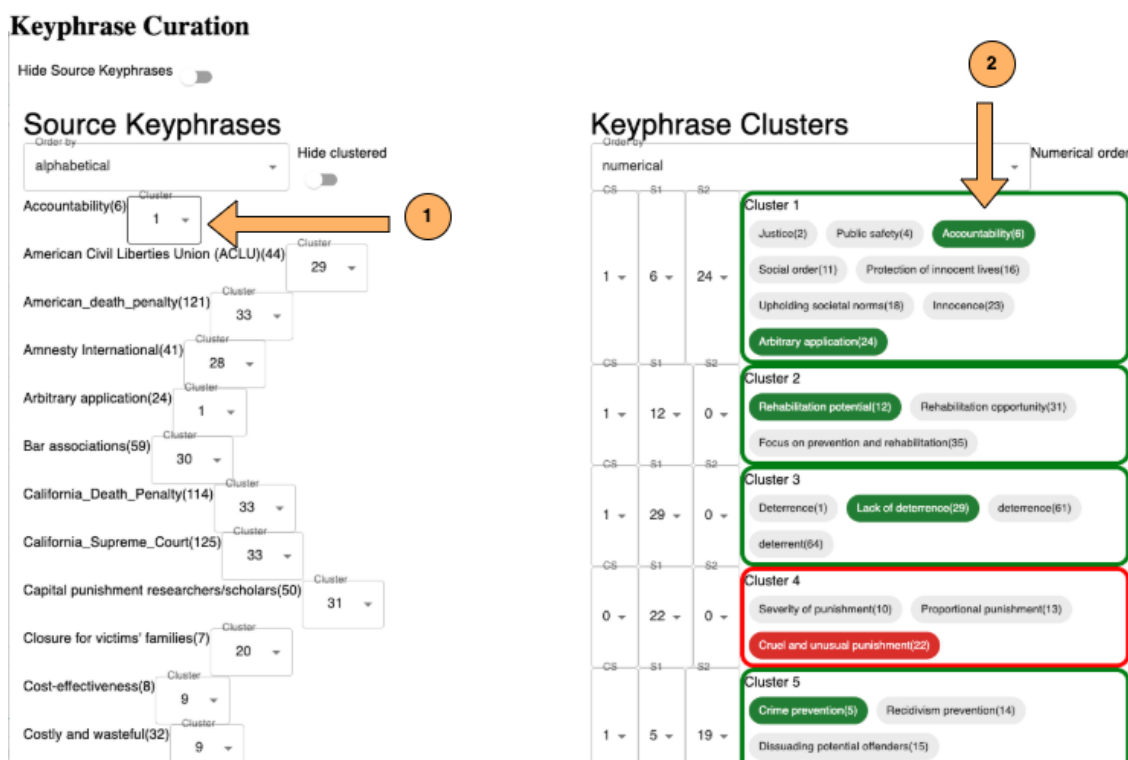 Keyphrase Curation
Hide Source Keyphrases
2
Source Keyphrases
Order by
alphabetical
Hide clustered
Accountability(6)
Cluster
1
1
American Civil Liberties Union (ACLU)(44)
Cluster
29
American_death_penalty(121)
Cluster
33
Amnesty International(41)
Cluster
28
Arbitrary application(24)
Cluster
1
Bar associations(59)
Cluster
30
California_Death_Penalty(114)
Cluster
33
California_Supreme_Court(125)
Cluster
33
Capital punishment researchers/scholars(50)
Cluster
31
Closure for victims' families(7)
Cluster
20
Cost-effectiveness(8)
Cluster
9
Costly and wasteful(32)
Cluster
9
Keyphrase Clusters
Order by
numerical
Numerical order
CS S1 S2
1 6 24
Cluster 1
Justice(2) Public safety(4) Accountability(6)
Social order(11) Protection of innocent lives(16)
Upholding societal norms(18) Innocence(23)
Arbitrary application(24)
CS S1 S2
1 12 0
Cluster 2
Rehabilitation potential(12) Rehabilitation opportunity(31)
Focus on prevention and rehabilitation(35)
CS S1 S2
1 29 0
Cluster 3
Deterrence(1) Lack of deterrence(29) deterrence(61)
deterrent(64)
CS S1 S2
0 22 0
Cluster 4
Severity of punishment(10) Proportional punishment(13)
Cruel and unusual punishment(22)
CS S1 S2
1 5 19
Cluster 5
Crime prevention(5) Recidivism prevention(14)
Dissuading potential offenders(15)